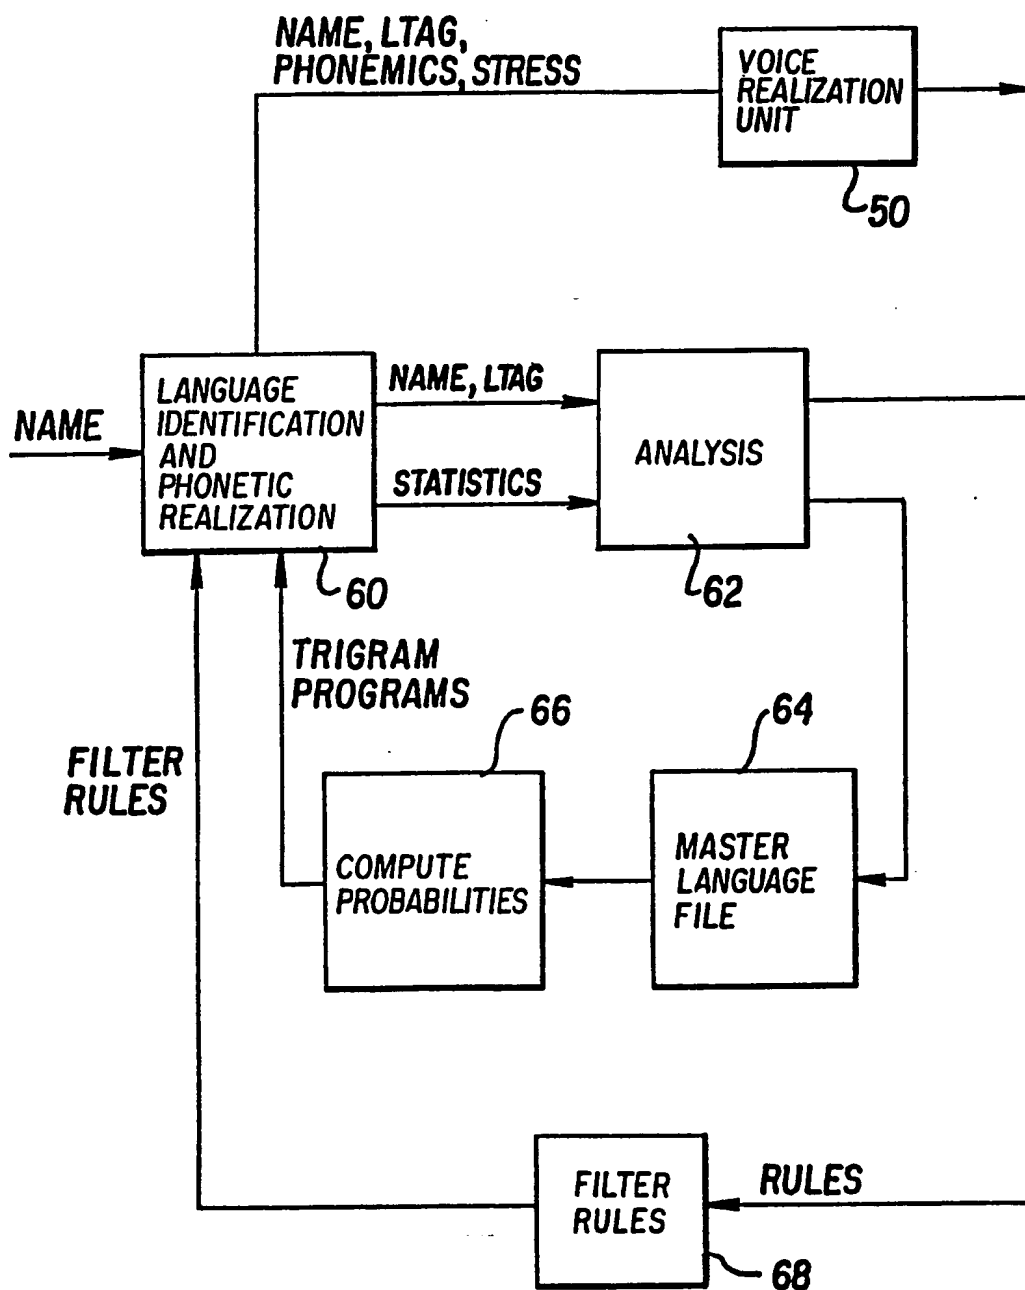 NAME, LTAG,
PHONEMICS, STRESS
VOICE
REALIZATION
UNIT
50
NAME
LANGUAGE
IDENTIFICATION
AND
PHONETIC
REALIZATION
60
NAME, LTAG
STATISTICS
ANALYSIS
62
TRIGRAM
PROGRAMS
FILTER
RULES
66
COMPUTE
PROBABILITIES
64
MASTER
LANGUAGE
FILE
FILTER
RULES
RULES
68